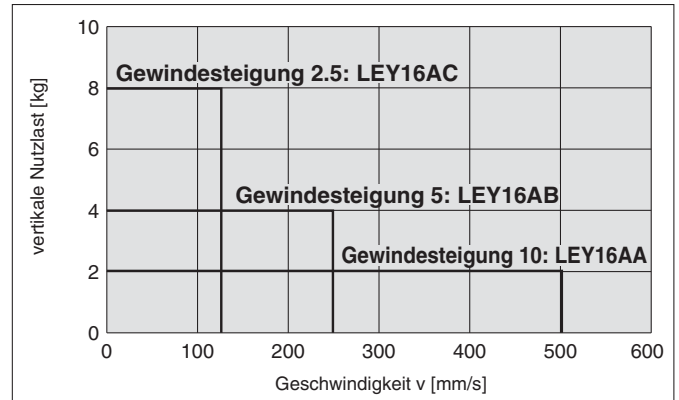 vertikale Nutzlast [kg]
10
8
6
4
2
0
Gewindesteigung 2.5: LEY16AC
Gewindesteigung 5: LEY16AB
Gewindesteigung 10: LEY16AA
0 100 200 300 400 500 600
Geschwindigkeit v [mm/s]